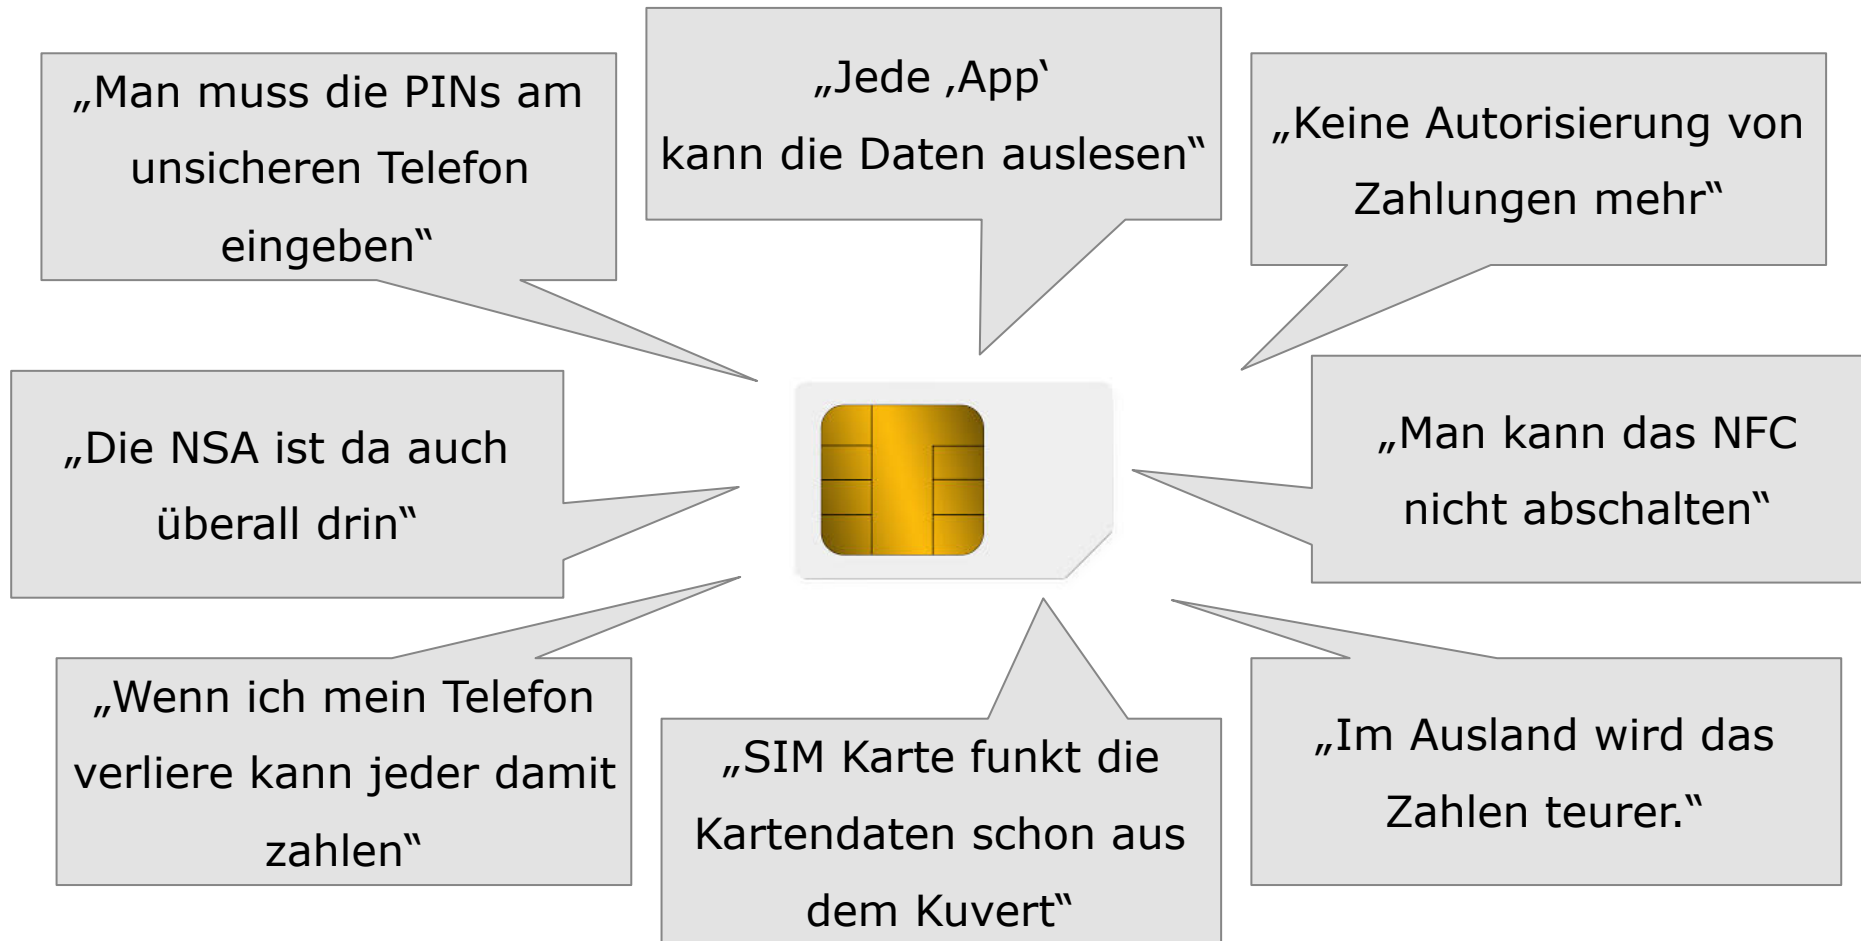 „Man muss die PINs am
unsicheren Telefon
eingeben“
„Jede ‚App‘
kann die Daten auslesen“
„Keine Autorisierung von
Zahlungen mehr“
„Die NSA ist da auch
überall drin“
„Man kann das NFC
nicht abschalten“
„Wenn ich mein Telefon
verliere kann jeder damit
zahlen“
„SIM Karte funkt die
Kartendaten schon aus
dem Kuvert“
„Im Ausland wird das
Zahlen teurer.“